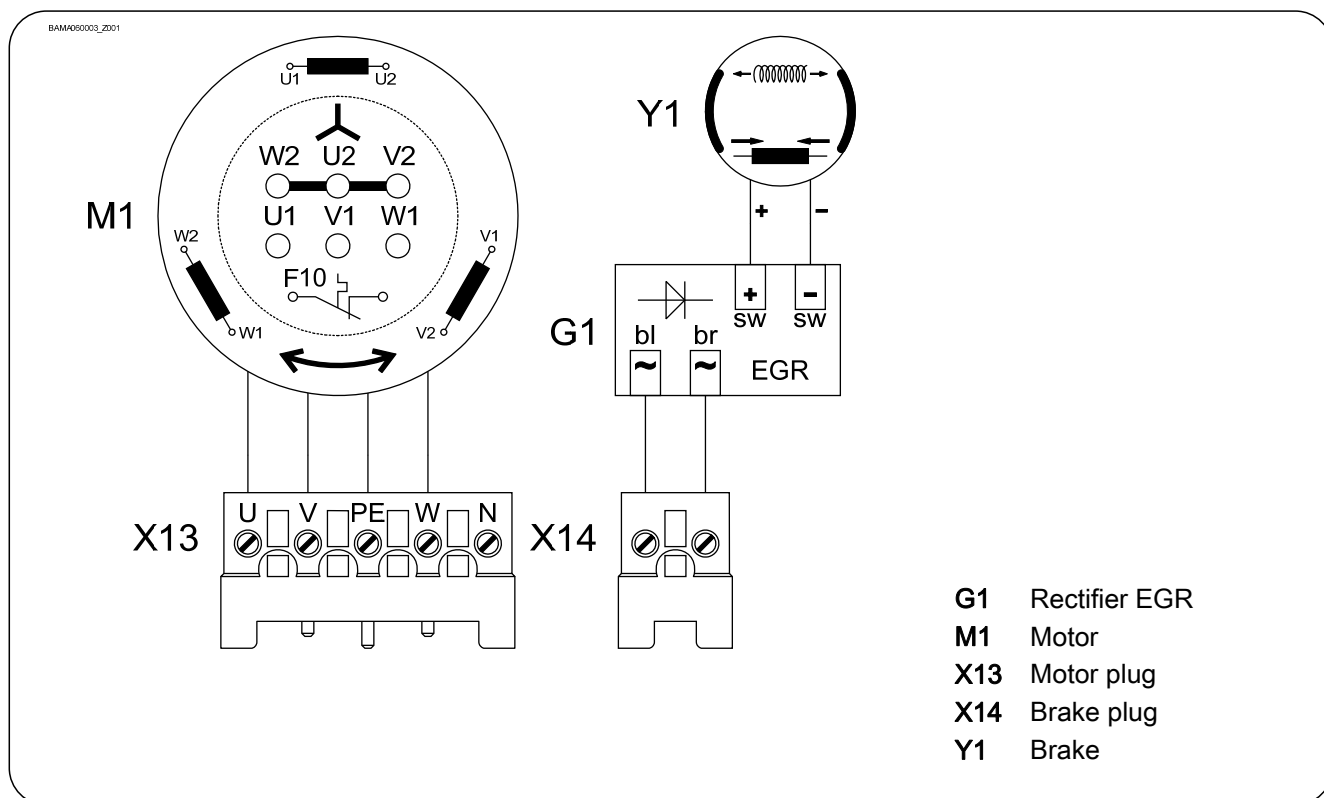 BAMA060003_Z001
U1 U2
W2 U2 V2
U1 V1 W1
W2
V1
F10
W1
V2
M1
Y1
+ -
+ -
sw sw
G1
bl br
~ ~
EGR
X13
U V PE W N
X14
G1 Rectifier EGR
M1 Motor
X13 Motor plug
X14 Brake plug
Y1 Brake